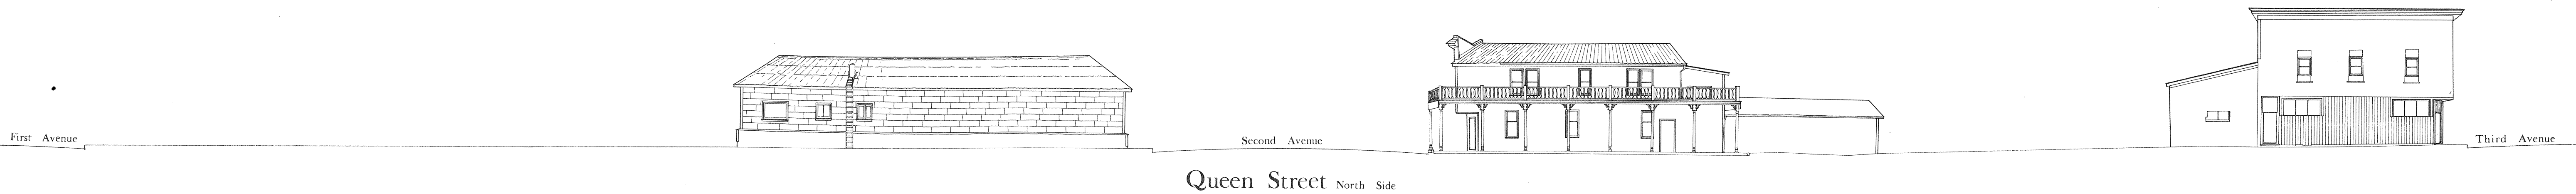 First Avenue
Second Avenue
Third Avenue
Queen Street North Side